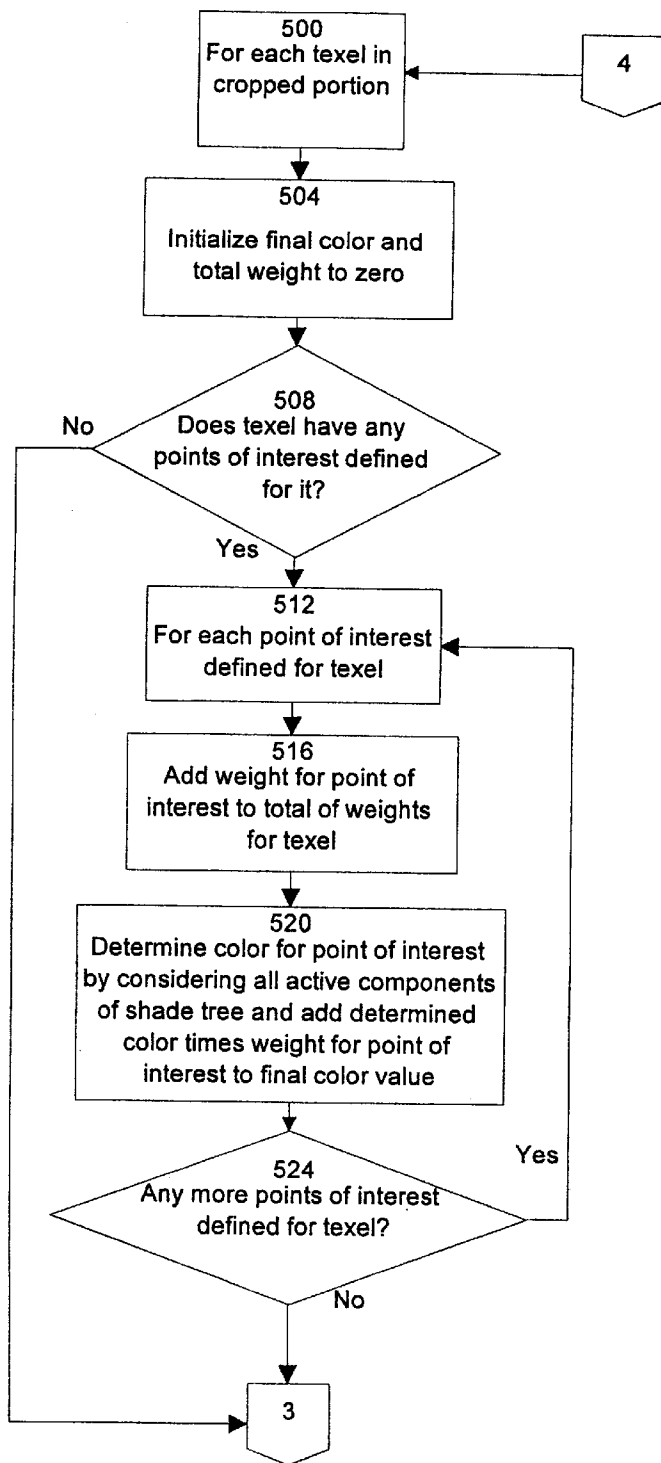 500
For each texel in
cropped portion
4
504
Initialize final color and
total weight to zero
508
Does texel have any
points of interest defined
for it?
No
Yes
512
For each point of interest
defined for texel
516
Add weight for point of
interest to total of weights
for texel
520
Determine color for point of interest
by considering all active components
of shade tree and add determined
color times weight for point of
interest to final color value
524
Any more points of interest
defined for texel?
Yes
No
3